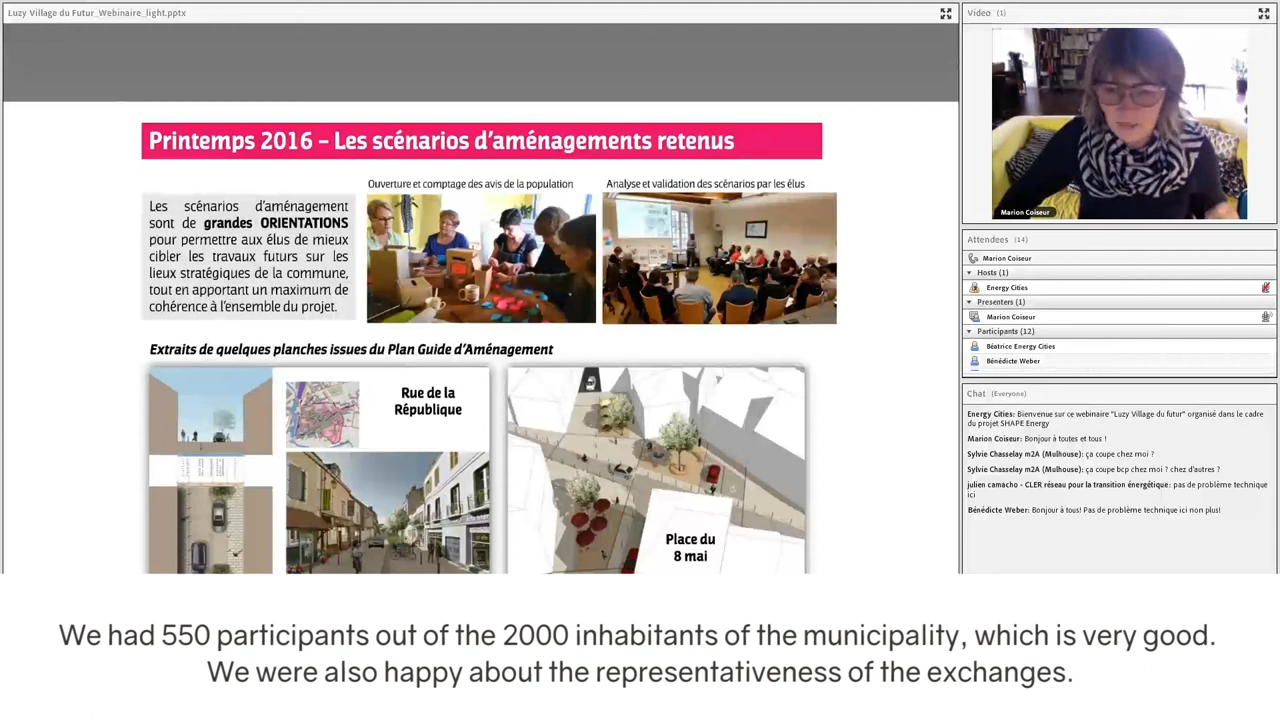 Luzy Village du Futur_Webinaire_light.pptx
Printemps 2016 – Les scénarios d'aménagements retenus
Les scénarios d'aménagement
sont de grandes ORIENTATIONS
pour permettre aux élus de mieux
cibler les travaux futurs sur les
lieux stratégiques de la commune,
tout en apportant un maximum de
cohérence à l'ensemble du projet.
Ouverture et comptage des avis de la population
Analyse et validation des scénarios par les élus
Extraits de quelques planches issues du Plan Guide d'Aménagement
Rue de la
République
Place du
8 mai
Video (1)
Marion Coiseur
Attendees (14)
Marion Coiseur
Hosts (1)
Energy Cities
Presenters (1)
Marion Coiseur
Participants (12)
Béatrice Energy Cities
Bénédicte Weber
Chat (Everyone)
Energy Cities: Bienvenue sur ce webinaire "Luzy Village du futur" organisé dans le cadre
du projet SHAPE Energy
Marion Coiseur: Bonjour à toutes et tous !
Sylvie Chasselay m2A (Mulhouse): ça coupe chez moi ?
Sylvie Chasselay m2A (Mulhouse): ça coupe bcp chez moi ? chez d'autres ?
julien camacho - CLER réseau pour la transition énergétique: pas de problème technique
ici
Bénédicte Weber: Bonjour à tous! Pas de problème technique ici non plus!
We had 550 participants out of the 2000 inhabitants of the municipality, which is very good.
We were also happy about the representativeness of the exchanges.